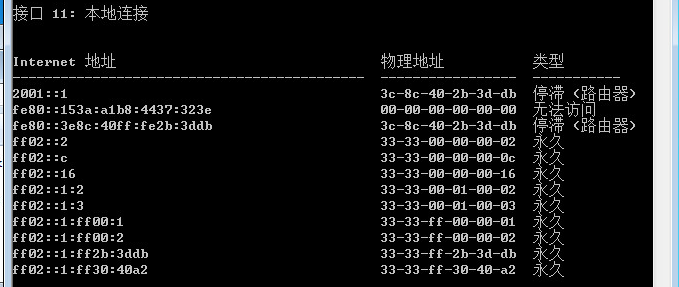 接口 11: 本地连接
Internet 地址 物理地址 类型
--------------------------------------------  -----------------  -----------
2001::1 3c-8c-40-2b-3d-db 停滞 (路由器)
fe80::153a:a1b8:4437:323e 00-00-00-00-00-00 无法访问
fe80::3e8c:40ff:fe2b:3ddb 3c-8c-40-2b-3d-db 停滞 (路由器)
ff02::2 33-33-00-00-00-02 永久
ff02::c 33-33-00-00-00-0c 永久
ff02::16 33-33-00-00-00-16 永久
ff02::1:2 33-33-00-01-00-02 永久
ff02::1:3 33-33-00-01-00-03 永久
ff02::1:ff00:1 33-33-ff-00-00-01 永久
ff02::1:ff00:2 33-33-ff-00-00-02 永久
ff02::1:ff2b:3ddb 33-33-ff-2b-3d-db 永久
ff02::1:ff30:40a2 33-33-ff-30-40-a2 永久